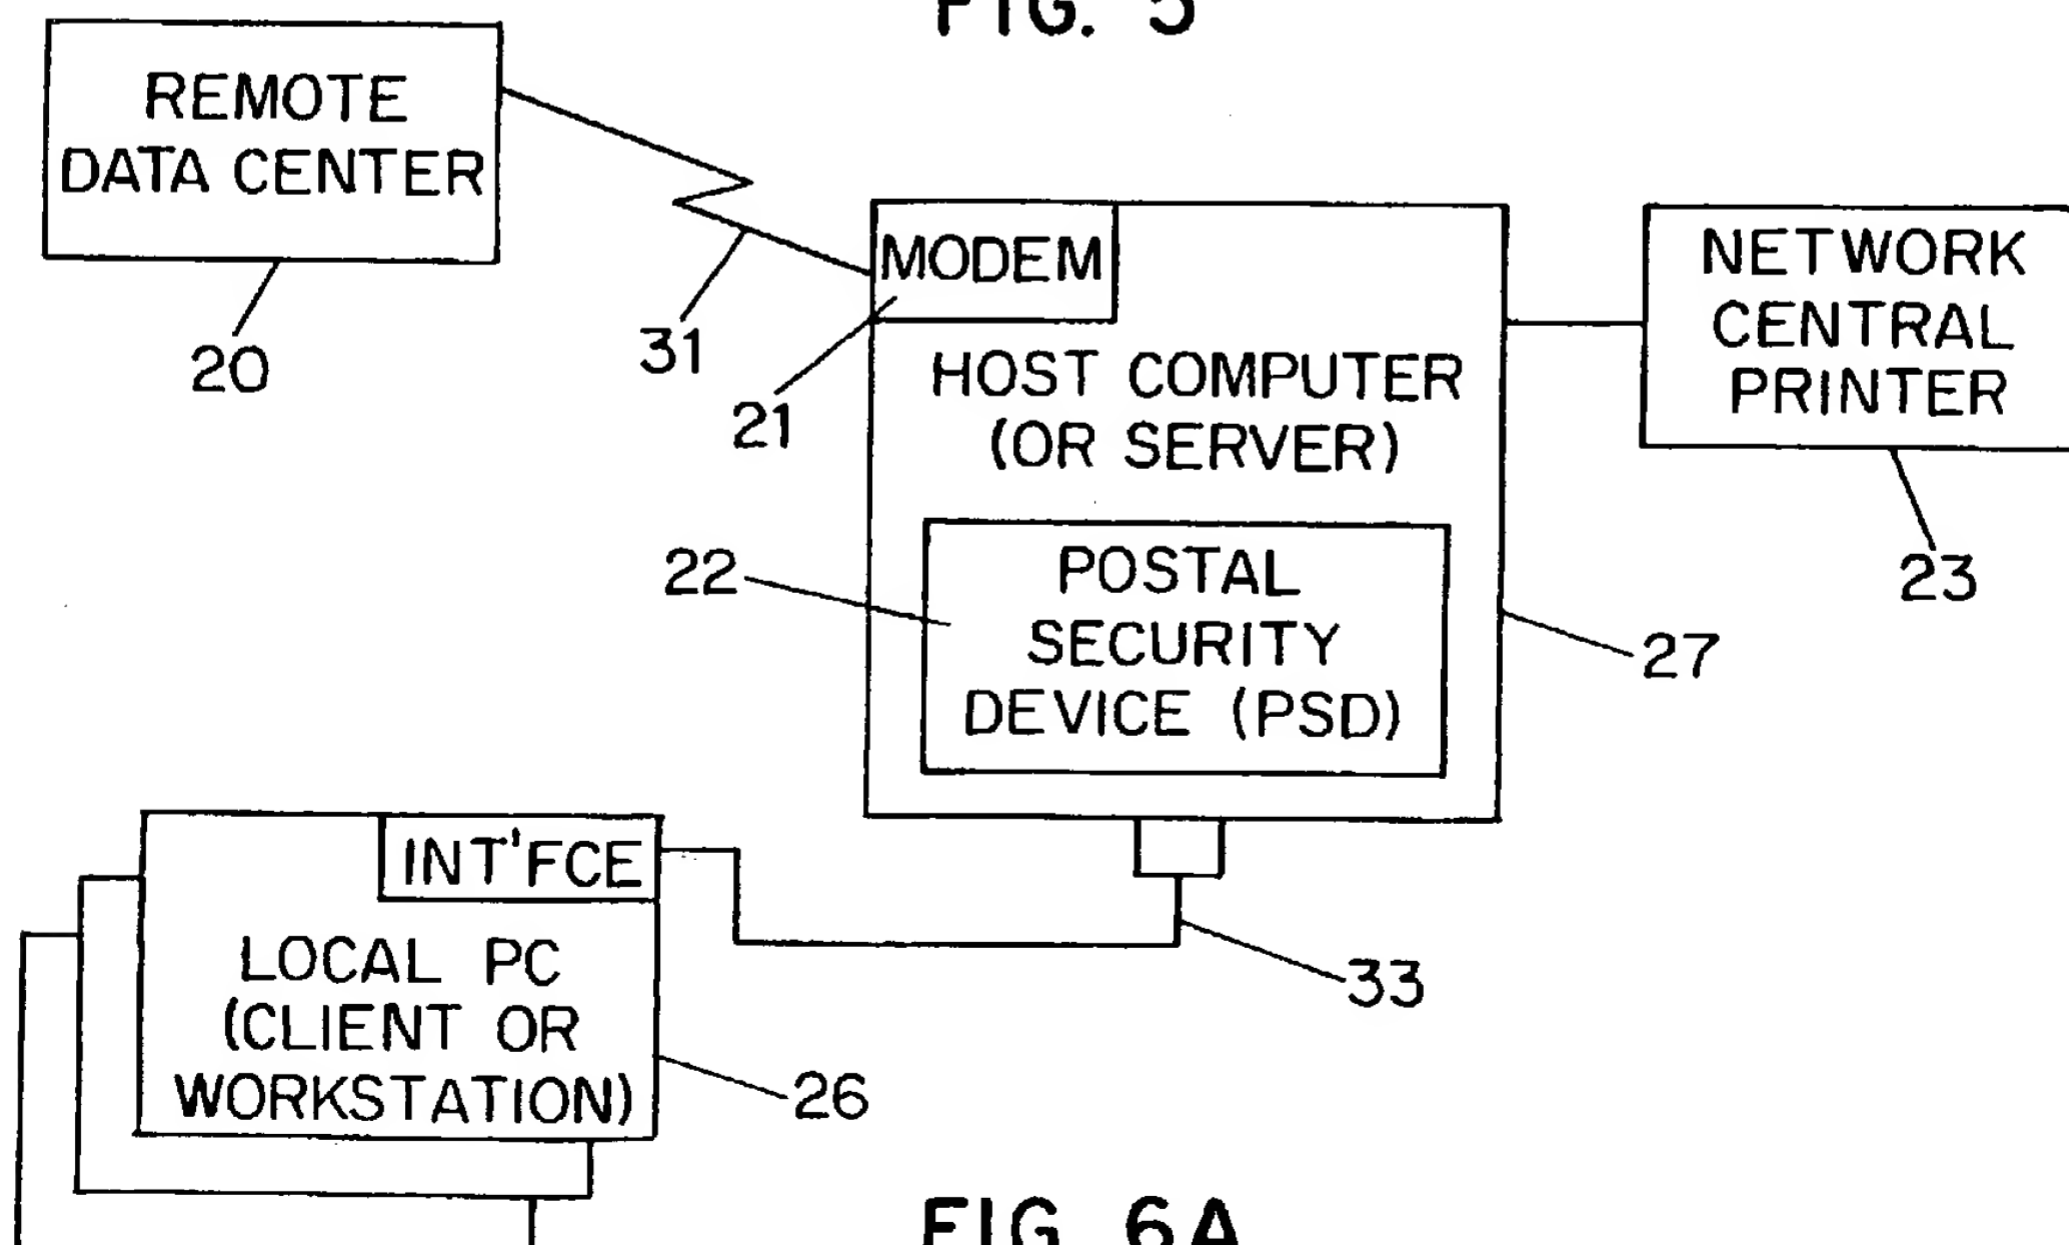 FIG. 5
REMOTE
DATA CENTER
20
31
MODEM
21
HOST COMPUTER
(OR SERVER)
NETWORK
CENTRAL
PRINTER
23
22
POSTAL
SECURITY
DEVICE (PSD)
27
INT'FCE
LOCAL PC
(CLIENT OR
WORKSTATION)
33
26
FIG. 6A